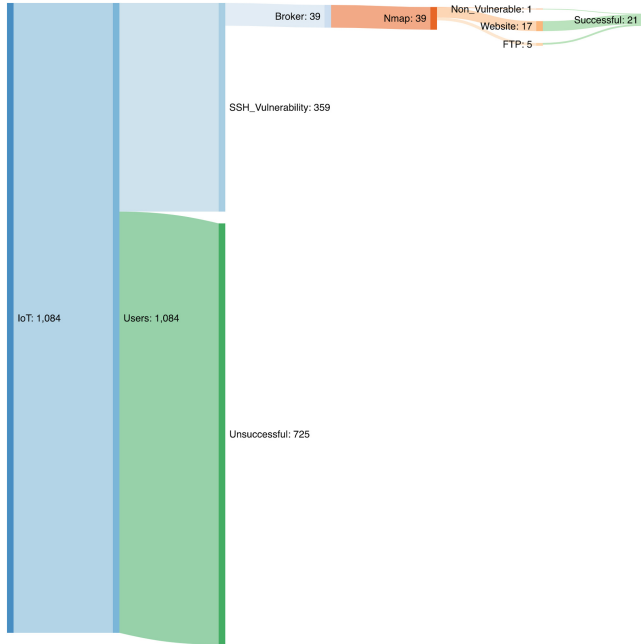 Non_Vulnerable: 1
Broker: 39
Nmap: 39
Successful: 21
Website: 17
FTP: 5
SSH_Vulnerability: 359
IoT: 1,084
Users: 1,084
Unsuccessful: 725